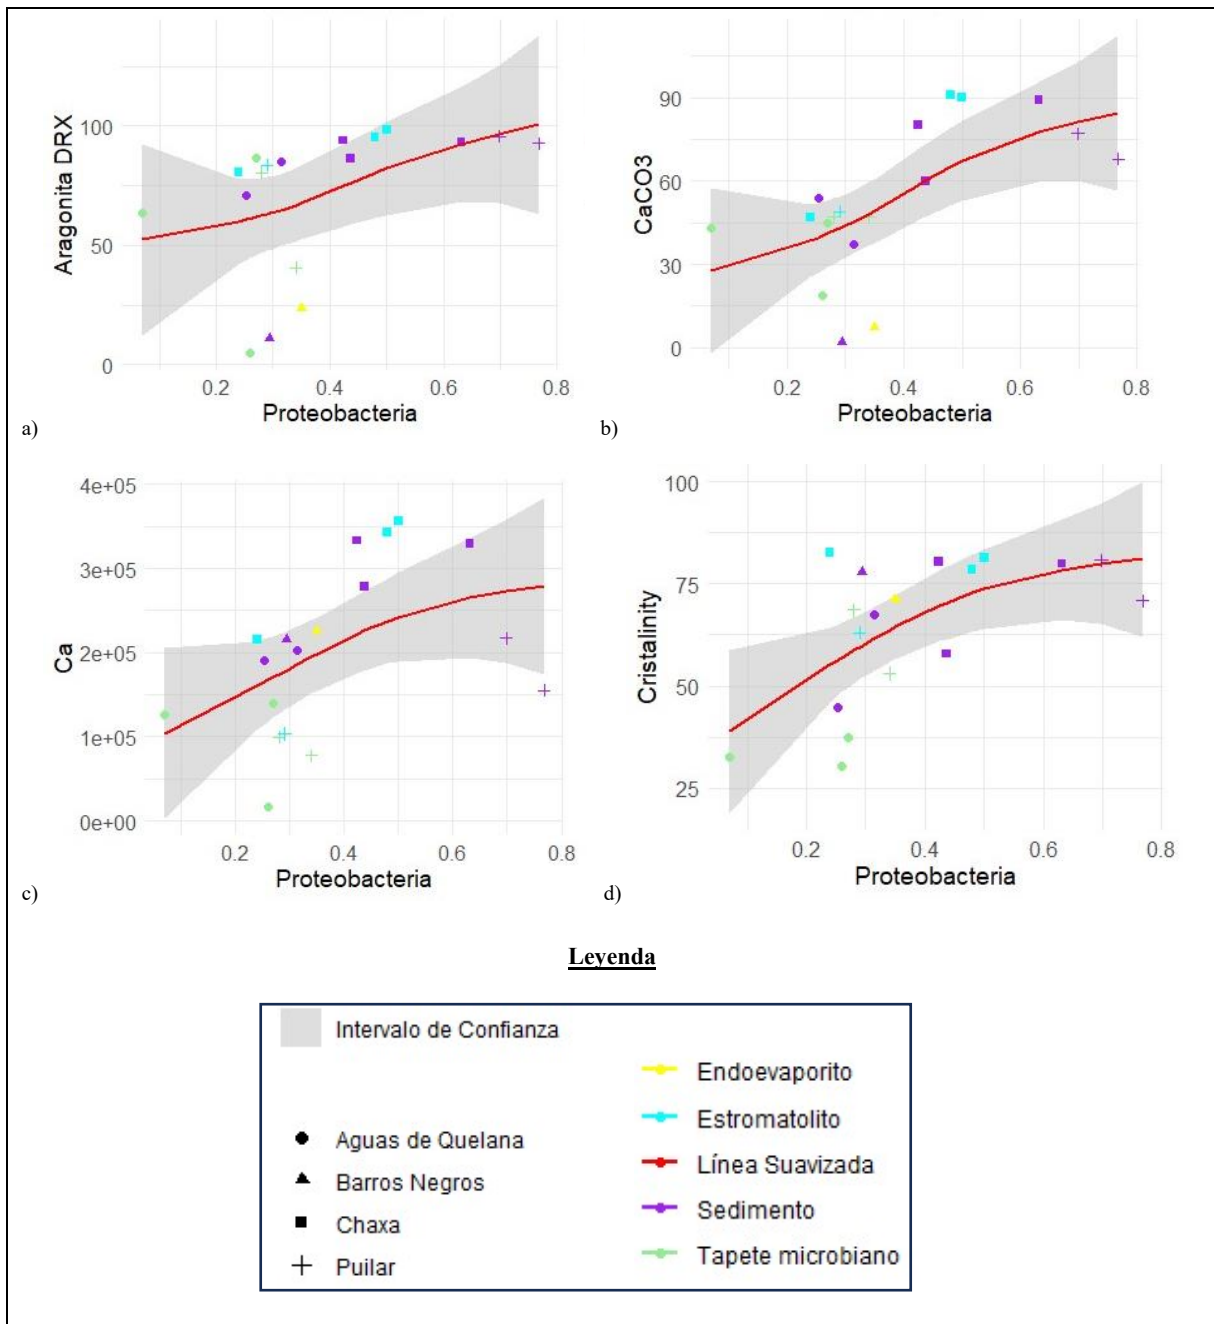 Aragonita DRX
100
50
0
0.2 0.4 0.6 0.8
Proteobacteria
a)
CaCO3
90
60
30
0
0.2 0.4 0.6 0.8
Proteobacteria
b)
Ca
4e+05
3e+05
2e+05
1e+05
0e+00
0.2 0.4 0.6 0.8
Proteobacteria
c)
Cristalinity
100
75
50
25
0.2 0.4 0.6 0.8
Proteobacteria
d)
Leyenda
Intervalo de Confianza
Aguas de Quelana
Barros Negros
Chaxa
Puilar
Endoevaporito
Estromatolito
Línea Suavizada
Sedimento
Tapete microbiano